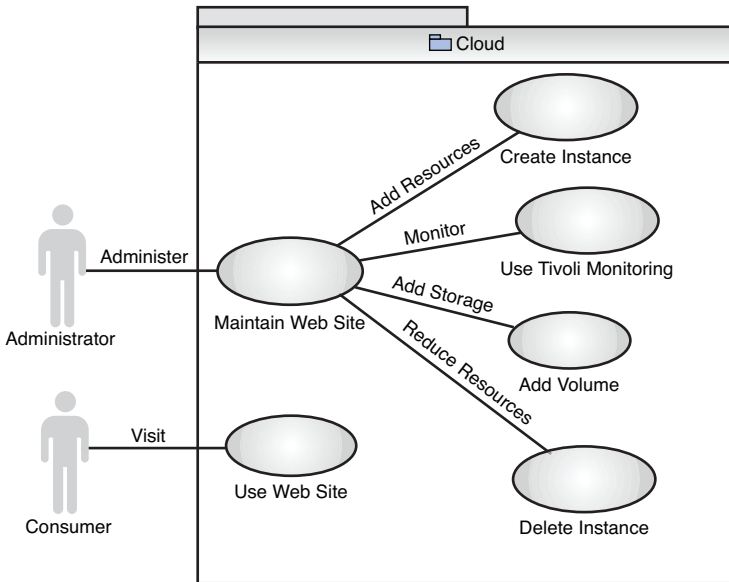 Cloud
Add Resources
Create Instance
Monitor
Use Tivoli Monitoring
Administer
Maintain Web Site
Add Storage
Add Volume
Administrator
Reduce Resources
Visit
Use Web Site
Consumer
Delete Instance